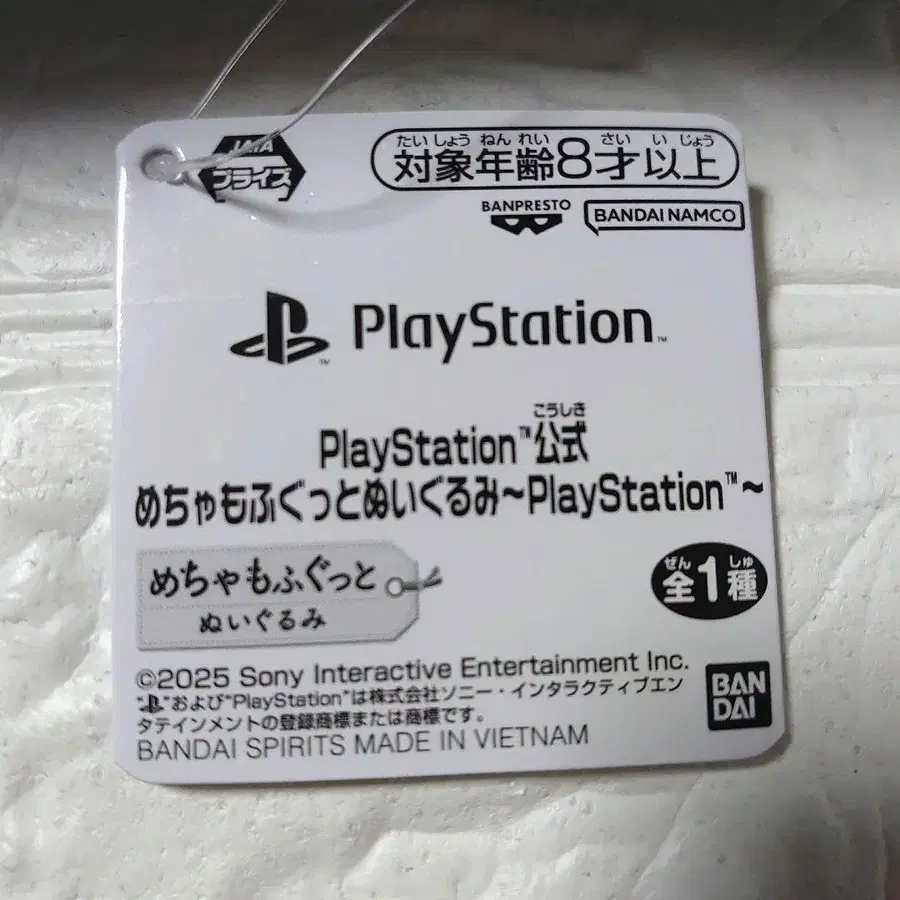 JAIA
プライズ
たいしょうねんれい さいいじょう
対象年齢8才以上
BANPRESTO
BANDAI NAMCO
PlayStation™
こうしき
PlayStation™公式
めちゃもふぐっとぬいぐるみ~PlayStation™~
めちゃもふぐっと
ぬいぐるみ
ぜん しゅ
全1種
©2025 Sony Interactive Entertainment Inc.
"PS"および"PlayStation"は株式会社ソニー・インタラクティブエン
タテインメントの登録商標または商標です。
BANDAI SPIRITS MADE IN VIETNAM
BAN
DAI